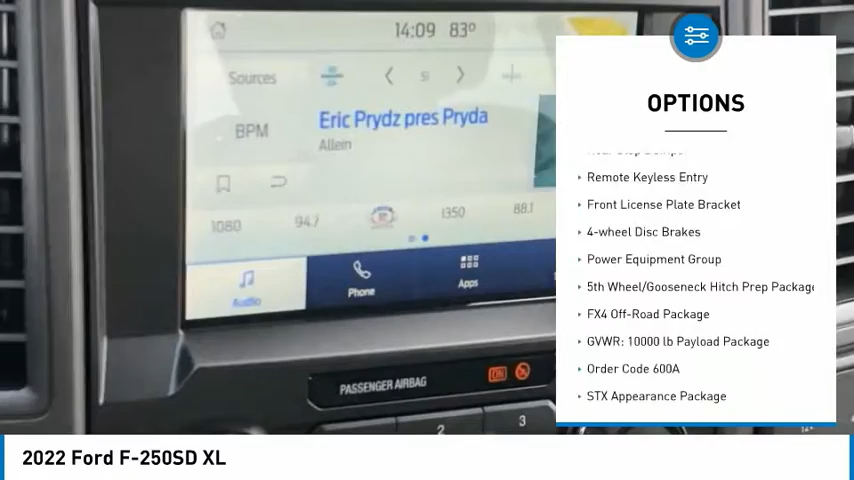 14:09 83°
Sources
51
BPM
Eric Prydz pres Pryda
Allein
1080 94.7 1350 88.1
Audio
Phone
Apps
PASSENGER AIRBAG
2
3
OPTIONS
Remote Keyless Entry
Front License Plate Bracket
4-wheel Disc Brakes
Power Equipment Group
5th Wheel/Gooseneck Hitch Prep Package
FX4 Off-Road Package
GVWR: 10000 lb Payload Package
Order Code 600A
STX Appearance Package
2022 Ford F-250SD XL